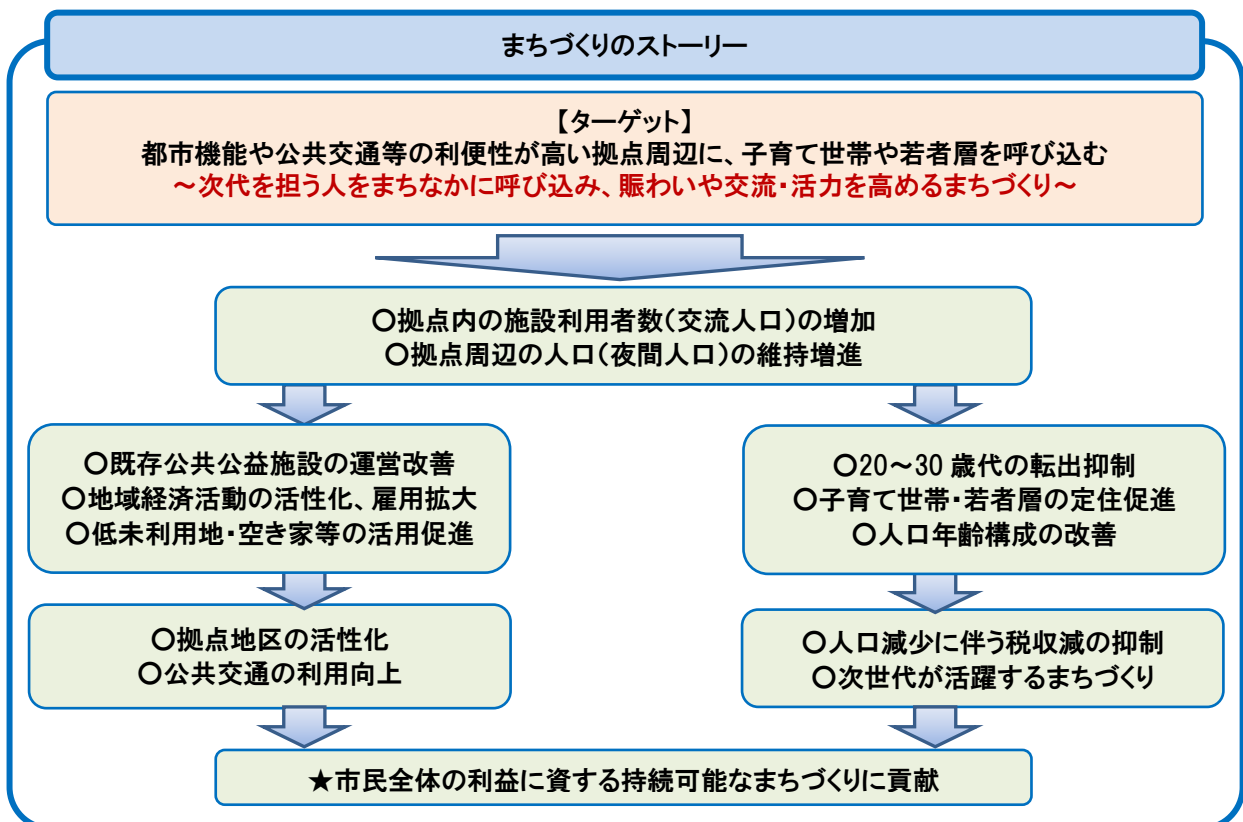 まちづくりのストーリー
【ターゲット】
都市機能や公共交通等の利便性が高い拠点周辺に、子育て世帯や若者層を呼び込む
～次代を担う人をまちなかに呼び込み、賑わいや交流・活力を高めるまちづくり～
〇拠点内の施設利用者数（交流人口）の増加
〇拠点周辺の人口（夜間人口）の維持増進
〇既存公共公益施設の運営改善
〇地域経済活動の活性化、雇用拡大
〇低未利用地・空き家等の活用促進
〇拠点地区の活性化
〇公共交通の利用向上
〇20～30 歳代の転出抑制
〇子育て世帯・若者層の定住促進
〇人口年齢構成の改善
〇人口減少に伴う税収減の抑制
〇次世代が活躍するまちづくり
★市民全体の利益に資する持続可能なまちづくりに貢献